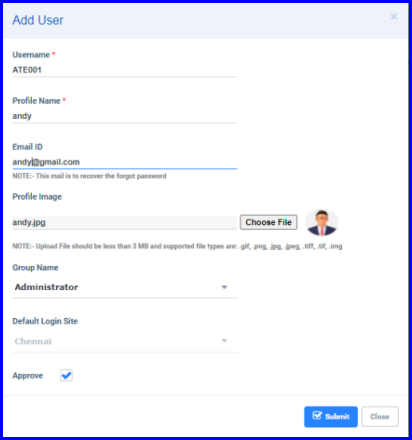 Add User
×
Username *
ATE001
Profile Name *
andy
Email ID
andy@gmail.com
NOTE:- This mail is to recover the forgot password
Profile Image
andy.jpg Choose File
NOTE:- Upload File should be less than 3 MB and supported file types are: .gif, .png, .jpg, .jpeg, .tiff, .tif, .img
Group Name
Administrator
Default Login Site
Chennai
Approve
Submit Close